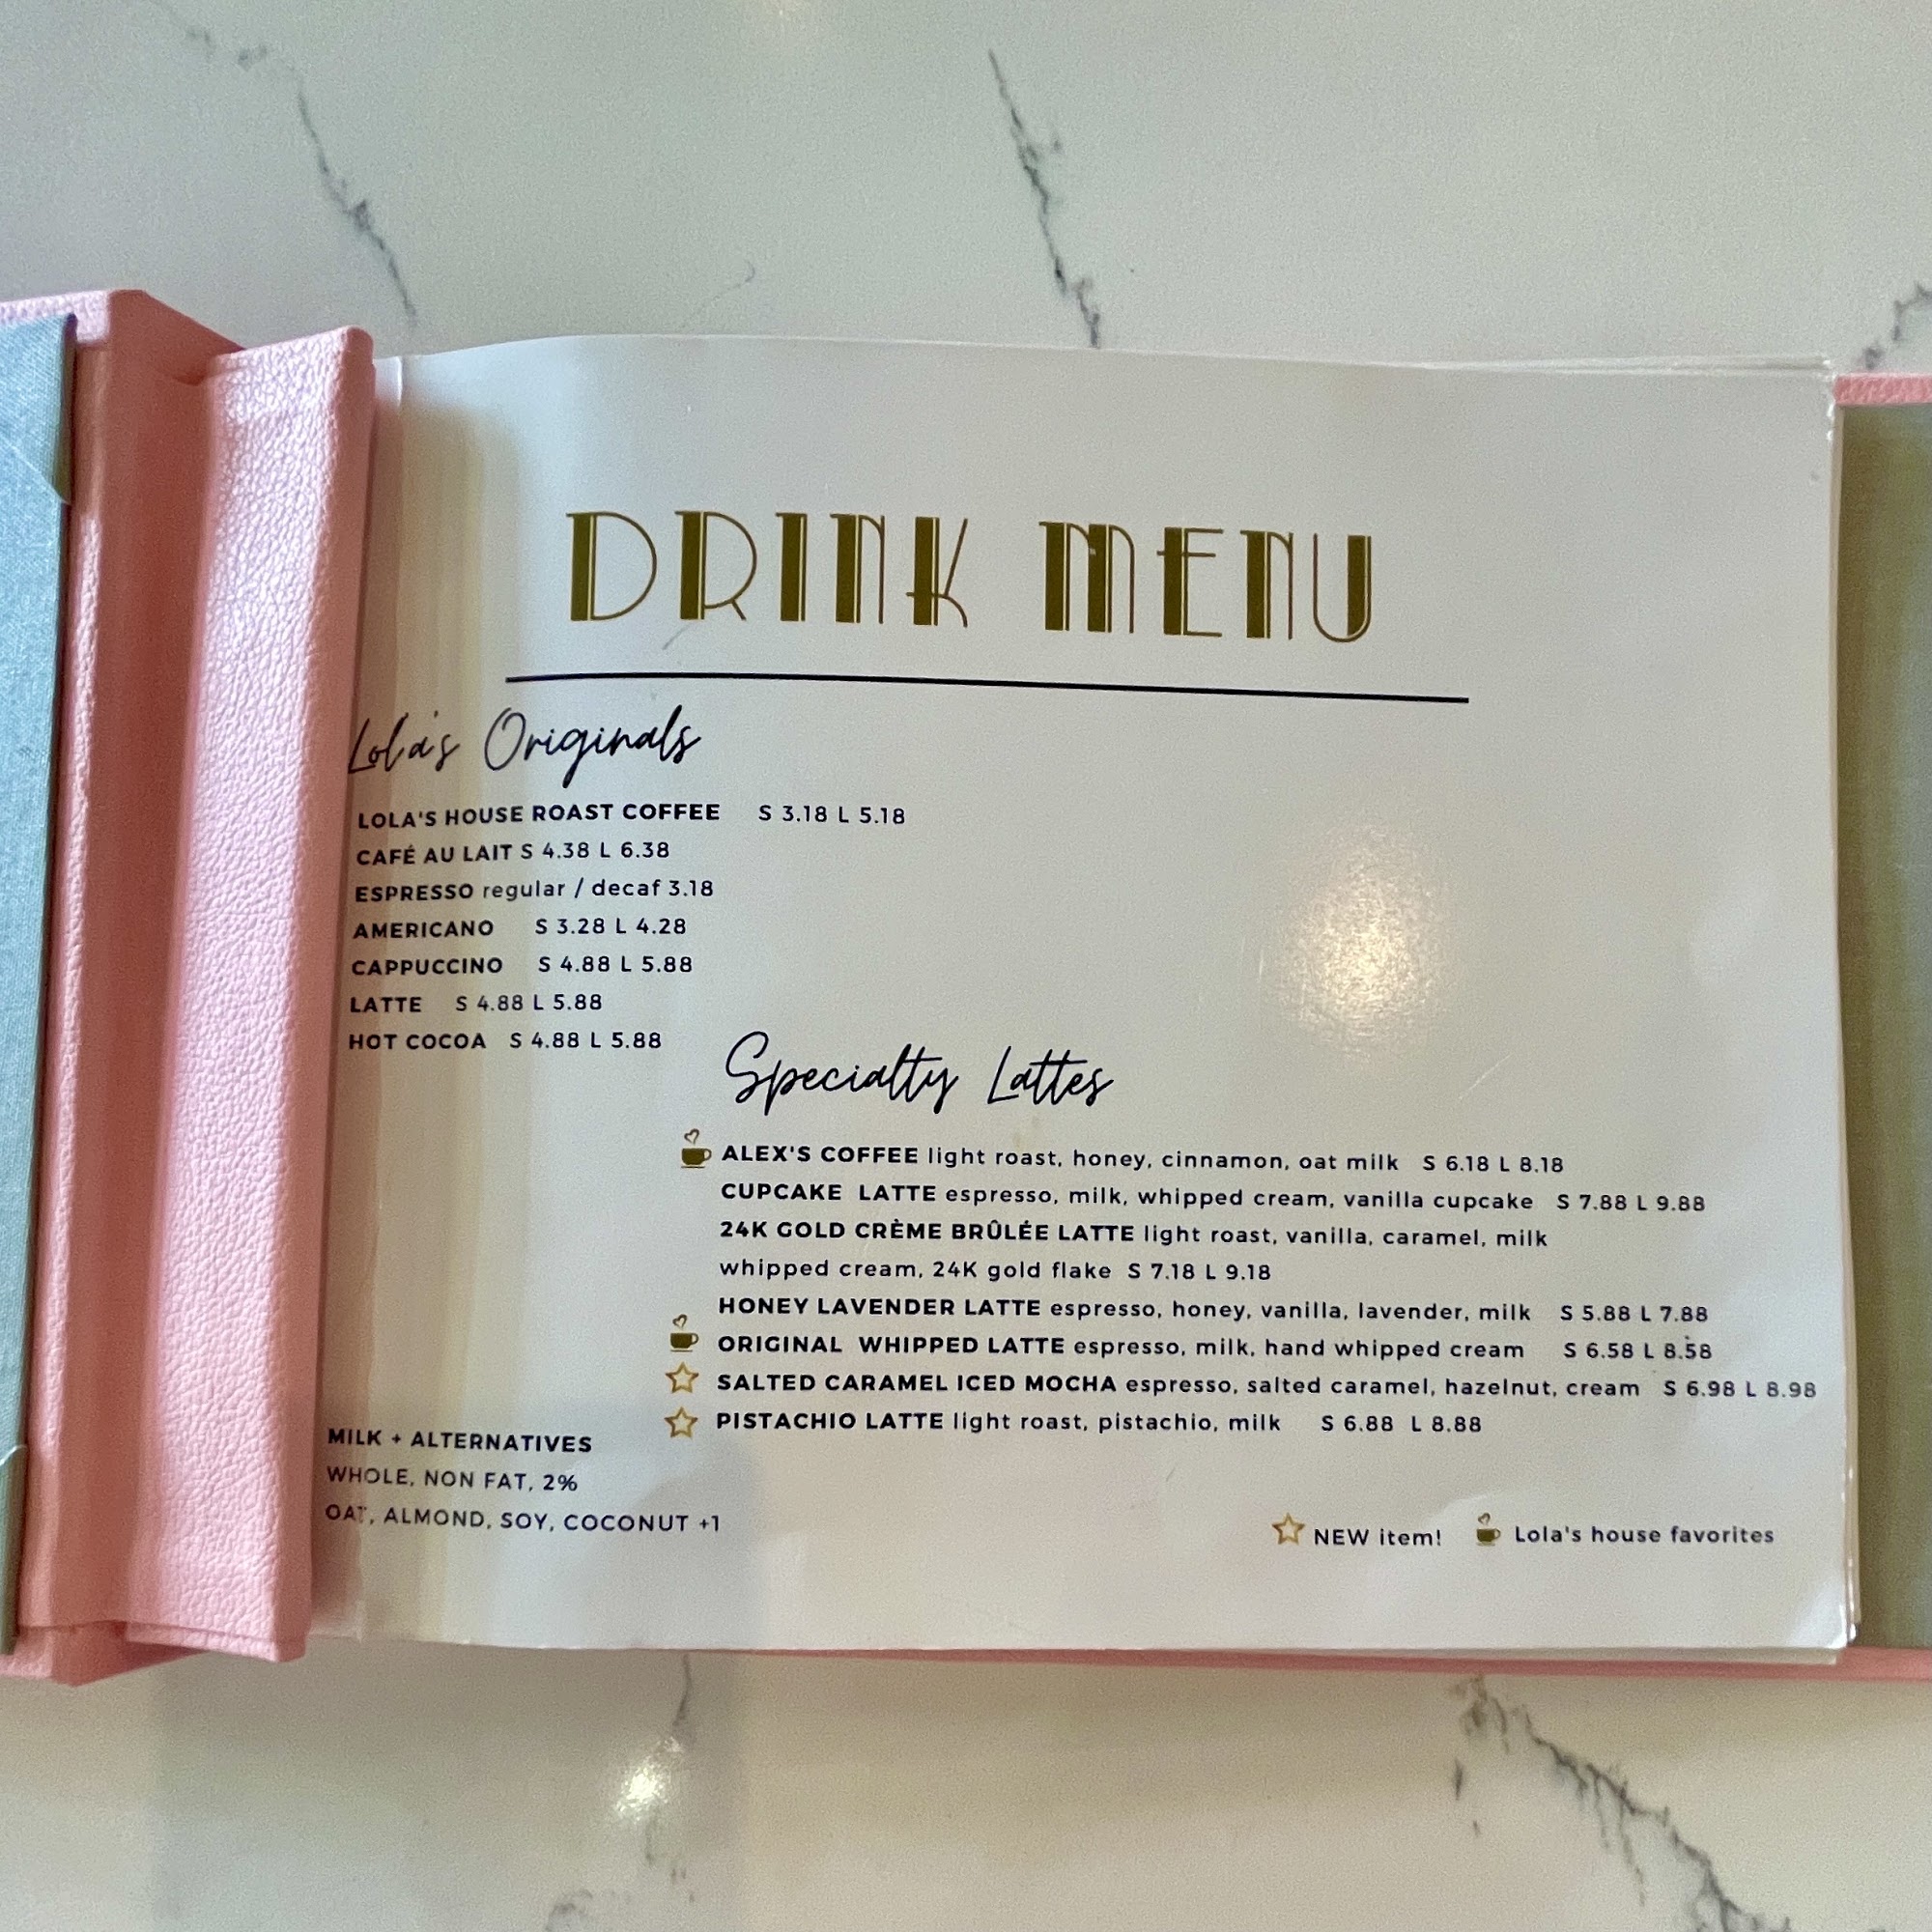 DRINK MENU
Lola's Originals
LOLA'S HOUSE ROAST COFFEE S 3.18 L 5.18
CAFÉ AU LAIT S 4.38 L 6.38
ESPRESSO regular / decaf 3.18
AMERICANO S 3.28 L 4.28
CAPPUCCINO S 4.88 L 5.88
LATTE S 4.88 L 5.88
HOT COCOA S 4.88 L 5.88
Specialty Lattes
ALEX'S COFFEE light roast, honey, cinnamon, oat milk S 6.18 L 8.18
CUPCAKE LATTE espresso, milk, whipped cream, vanilla cupcake S 7.88 L 9.88
24K GOLD CRÈME BRÛLÉE LATTE light roast, vanilla, caramel, milk
whipped cream, 24K gold flake S 7.18 L 9.18
HONEY LAVENDER LATTE espresso, honey, vanilla, lavender, milk S 5.88 L 7.88
ORIGINAL WHIPPED LATTE espresso, milk, hand whipped cream S 6.58 L 8.58
SALTED CARAMEL ICED MOCHA espresso, salted caramel, hazelnut, cream S 6.98 L 8.98
PISTACHIO LATTE light roast, pistachio, milk S 6.88 L 8.88
MILK + ALTERNATIVES
WHOLE, NON FAT, 2%
OAT, ALMOND, SOY, COCONUT +1
NEW item! Lola's house favorites